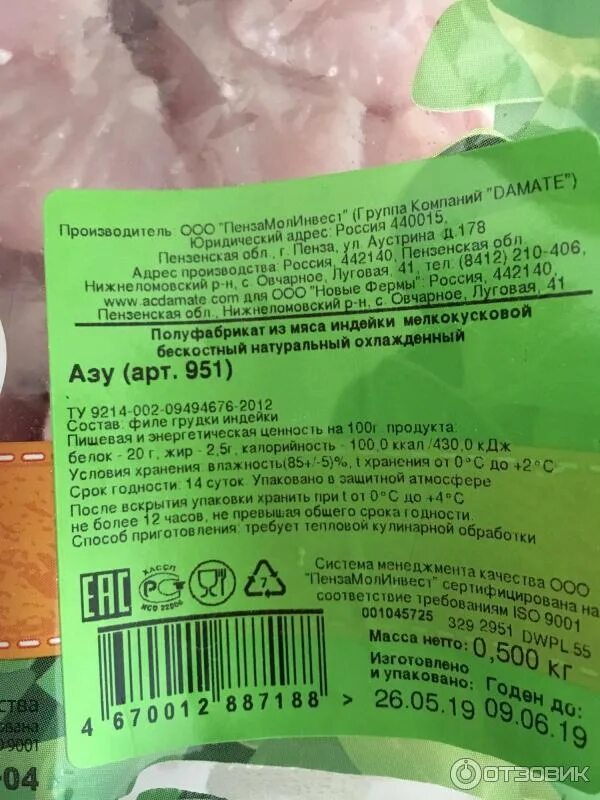 Производитель: ООО "ПензаМолИнвест" (Группа Компаний "DAMATE")
Юридический адрес: Россия 440015,
Пензенская обл., г. Пенза, ул. Аустрина д.178
Адрес производства: Россия, 442140, Пензенская обл.,
Нижнеломовский р-н, с. Овчарное, Луговая, 41, тел: (8412) 210-406,
www.acdamate.com для ООО "Новые Фермы": Россия, 442140,
Пензенская обл., Нижнеломовский р-н, с. Овчарное, Луговая, 41
Полуфабрикат из мяса индейки мелкокусковой
бескостный натуральный охлажденный
Азу (арт. 951)
ТУ 9214-002-09494676-2012
Состав: филе грудки индейки
Пищевая и энергетическая ценность на 100г. продукта:
белок - 20 г, жир - 2,5г, калорийность - 100,0 ккал /430,0 кДж
Условия хранения: влажность(85+/-5)%, t хранения от 0°C до +2°C
Срок годности: 14 суток. Упаковано в защитной атмосфере
После вскрытия упаковки хранить при t от 0°C до +4°C
не более 12 часов, не превышая общего срока годности.
Способ приготовления: требует тепловой кулинарной обработки
EAC
ХАССП
РСТ
ИСО 22000
7
Система менеджмента качества ООО
"ПензаМолИнвест" сертифицирована на
соответствие требованиям ISO 9001
001045725 329 2951 DWPL 55
Масса нетто: 0,500 кг
Изготовлено
и упаковано: Годен до:
26.05.19 09.06.19
4 670012 887188 >
ства
ована
9001
-04
ОТЗОВИК